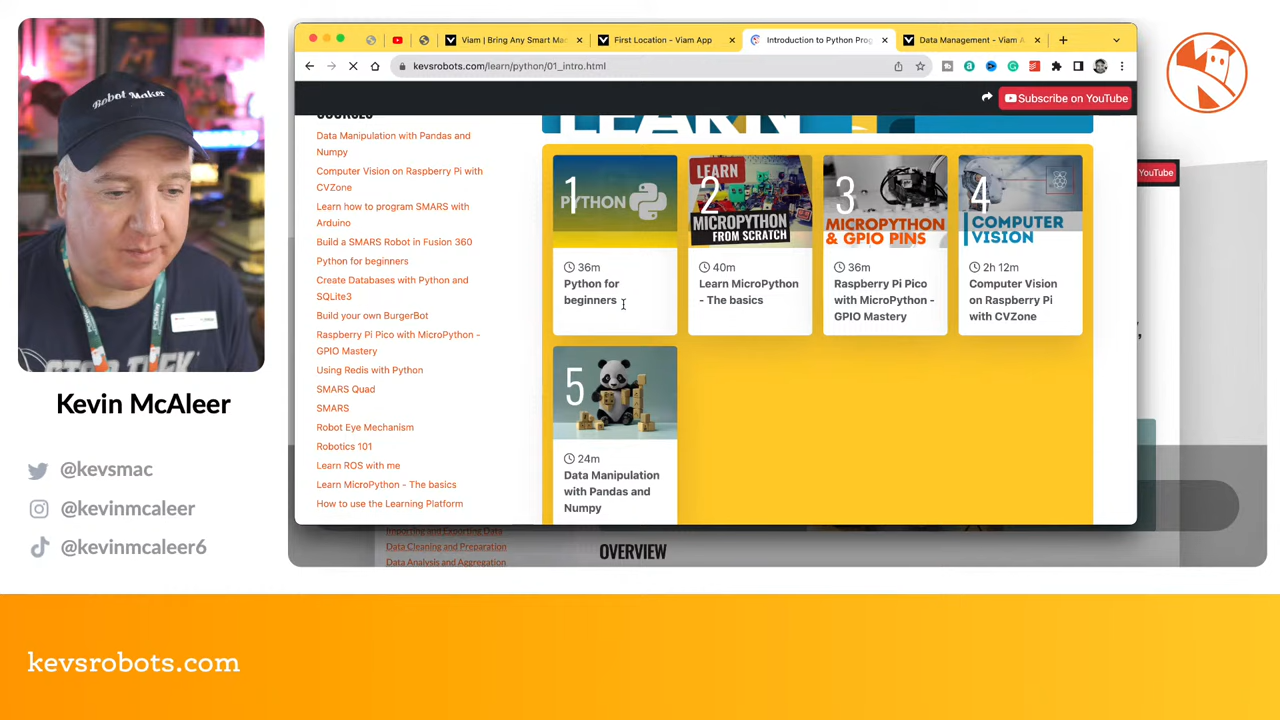 Robot Maker
STAR TREK
Kevin McAleer
@kevsmac
@kevinmcaleer
@kevinmcaleer6
kevsrobots.com
Viam | Bring Any Smart Ma
First Location - Viam App
Introduction to Python Prog
Data Management - Viam A
kevsrobots.com/learn/python/01_intro.html
Subscribe on YouTube
YouTube
COURSES
Data Manipulation with Pandas and
Numpy
Computer Vision on Raspberry Pi with
CVZone
Learn how to program SMARS with
Arduino
Build a SMARS Robot in Fusion 360
Python for beginners
Create Databases with Python and
SQLite3
Build your own BurgerBot
Raspberry Pi Pico with MicroPython -
GPIO Mastery
Using Redis with Python
SMARS Quad
SMARS
Robot Eye Mechanism
Robotics 101
Learn ROS with me
Learn MicroPython - The basics
How to use the Learning Platform
LEARN
1
PYTHON
36m
Python for
beginners
2
LEARN
MICROPYTHON
FROM SCRATCH
40m
Learn MicroPython
- The basics
3
MICROPYTHON
& GPIO PINS
36m
Raspberry Pi Pico
with MicroPython -
GPIO Mastery
4
COMPUTER
VISION
2h 12m
Computer Vision
on Raspberry Pi
with CVZone
5
24m
Data Manipulation
with Pandas and
Numpy
Importing and Exporting Data
Data Cleaning and Preparation
Data Analysis and Aggregation
OVERVIEW